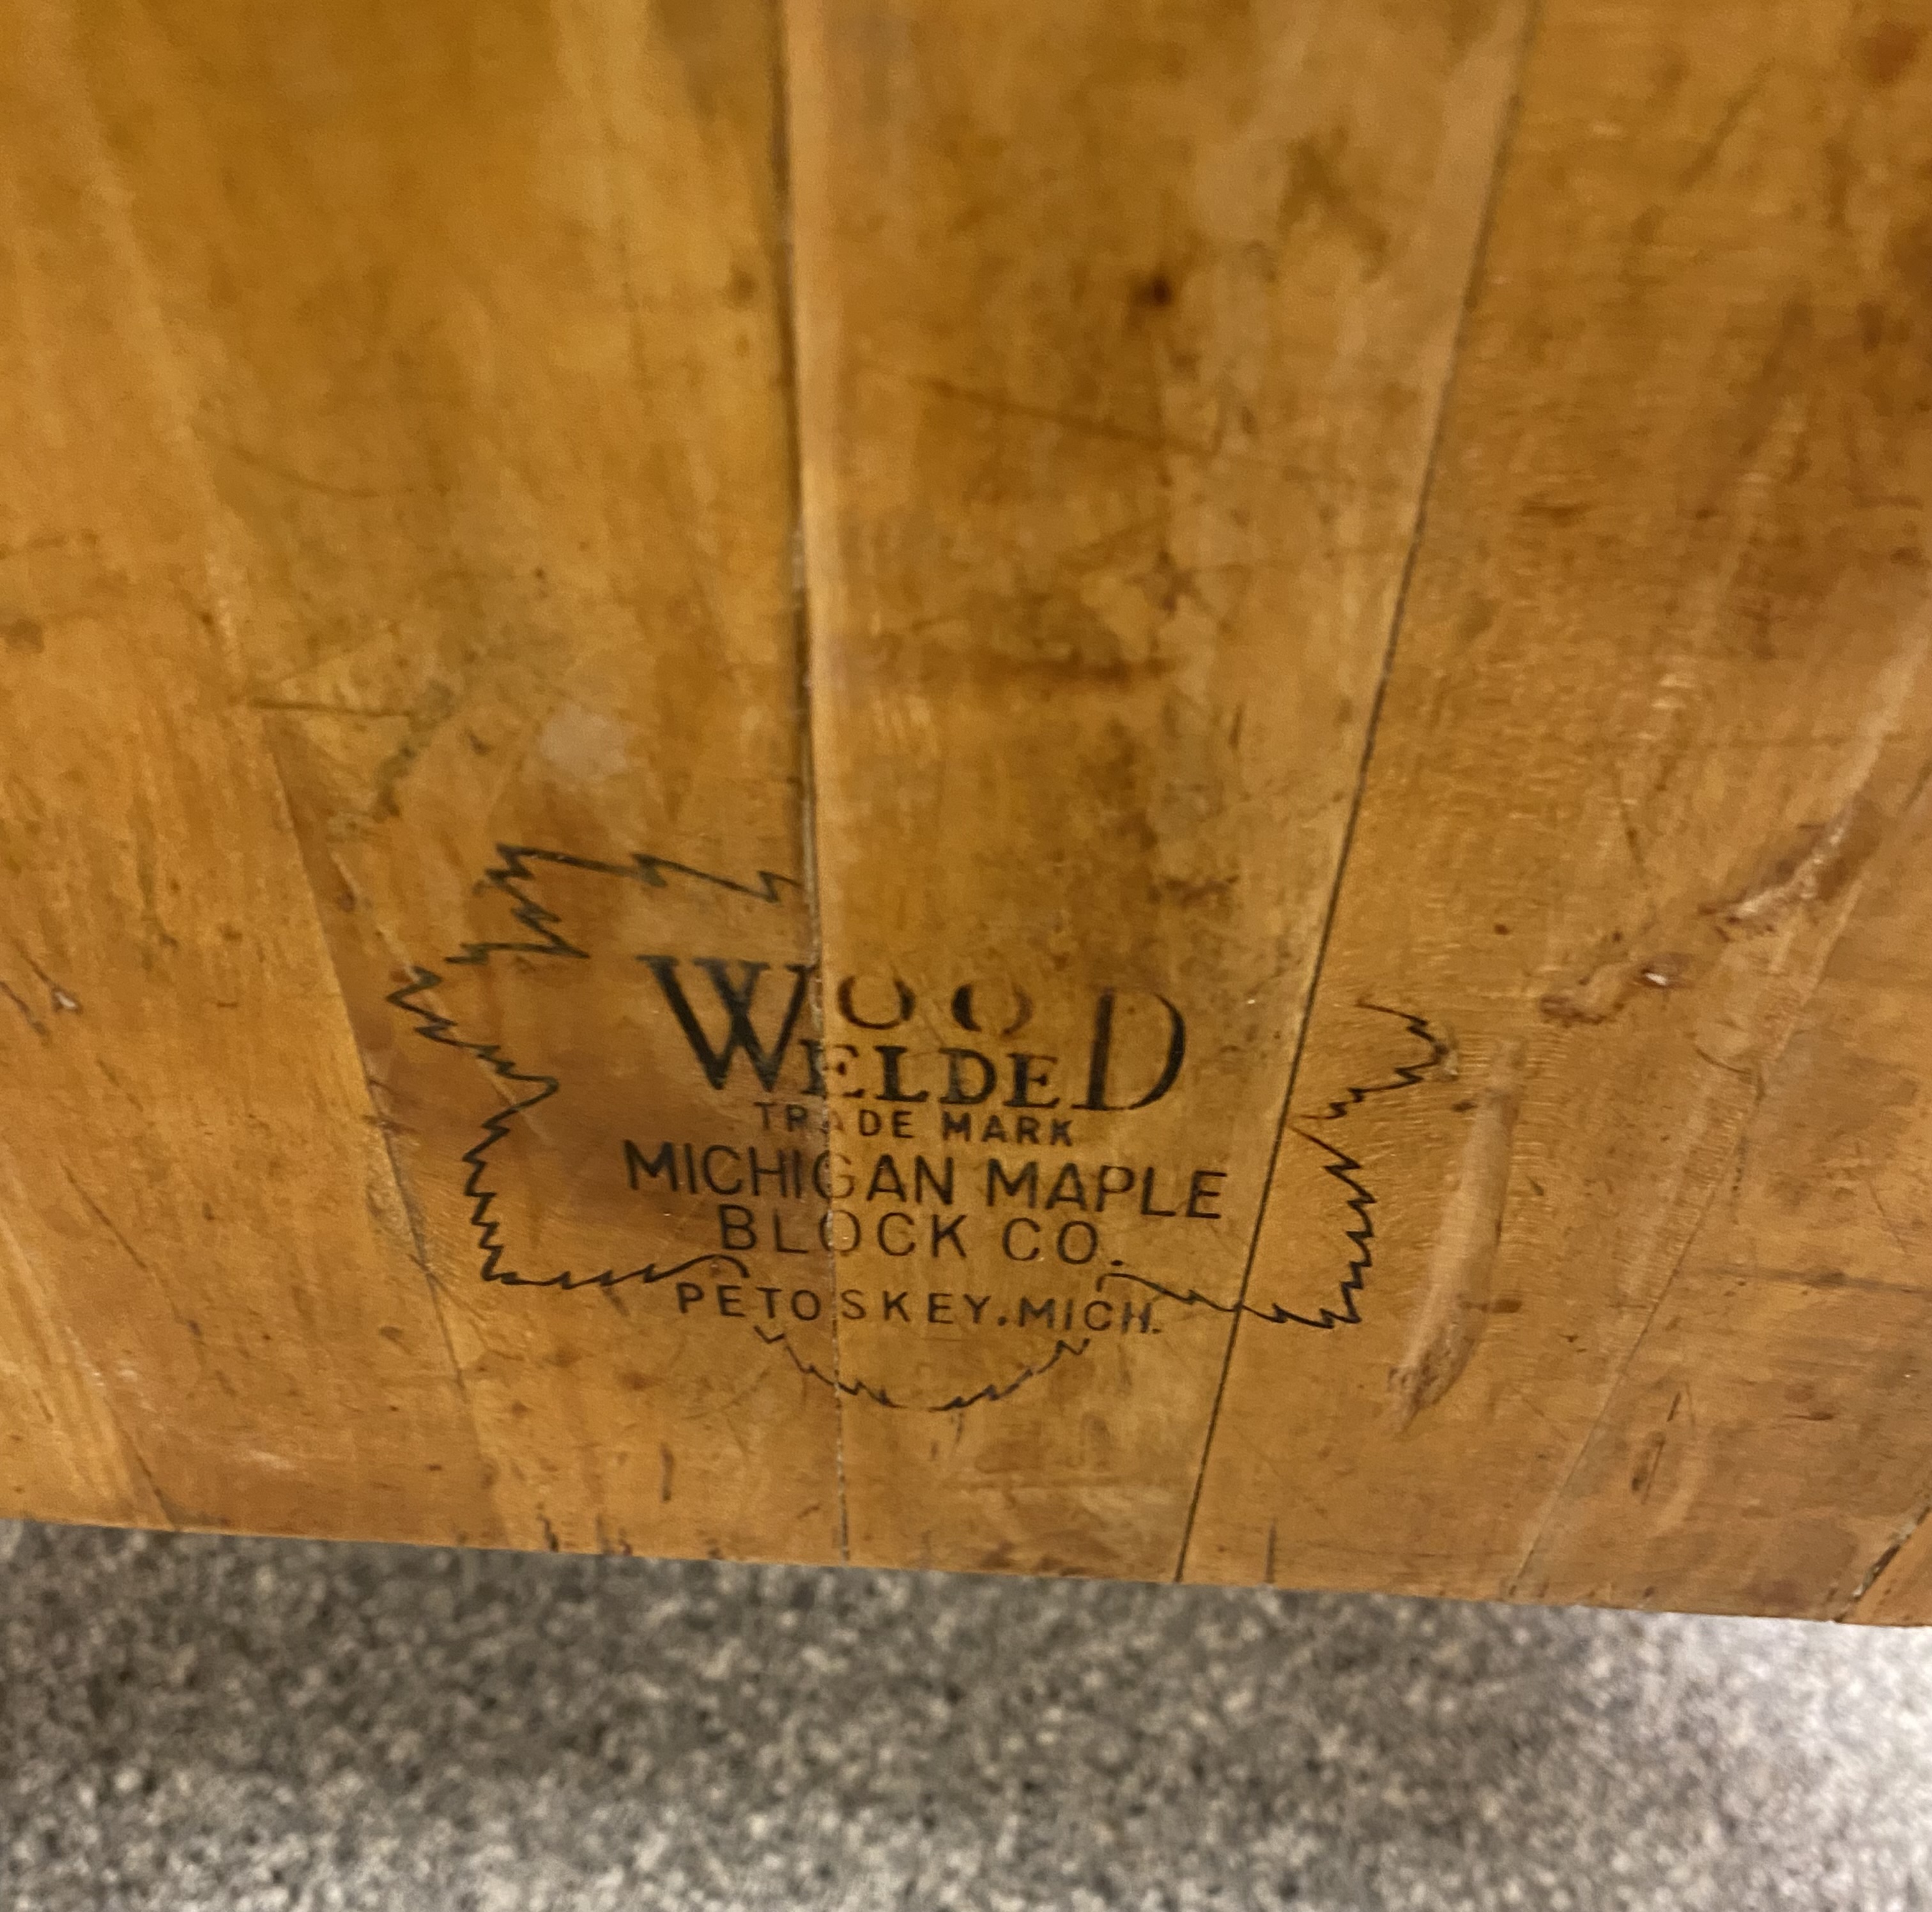 WOOD
WELDED
TRADE MARK
MICHIGAN MAPLE
BLOCK CO.
PETOSKEY, MICH.